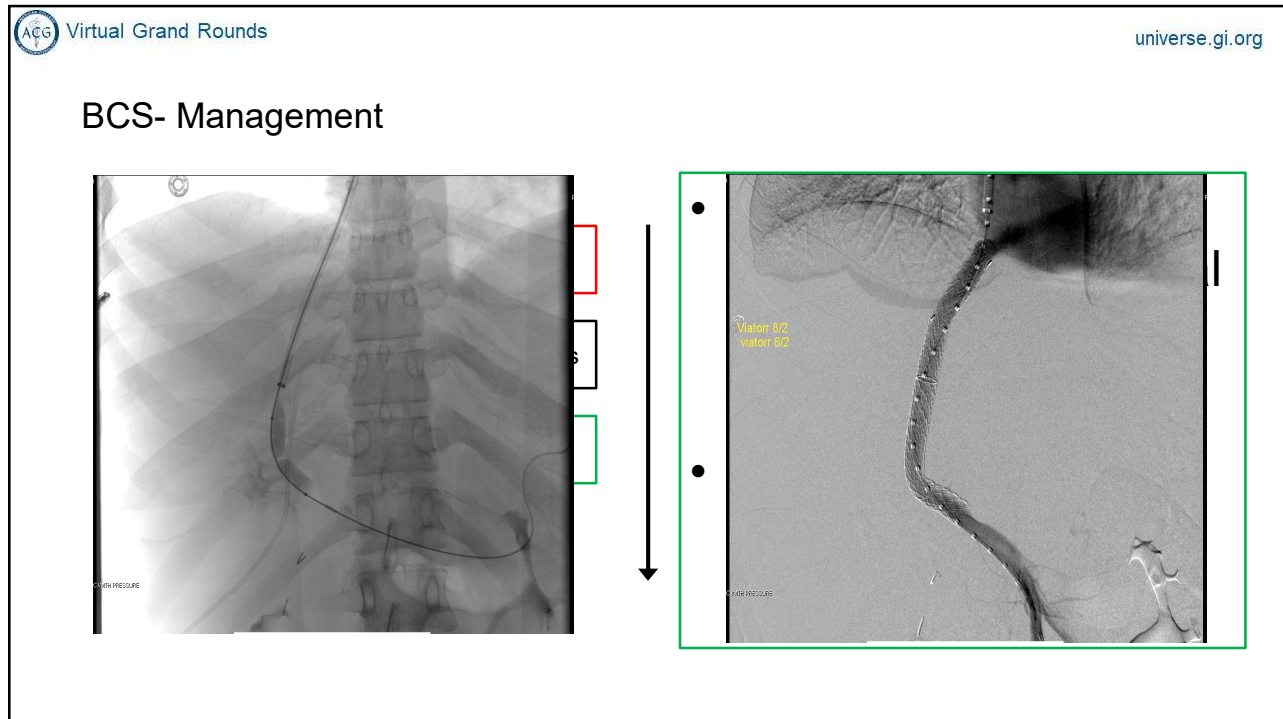 ACG
Virtual Grand Rounds
universe.gi.org
BCS- Management
s
Viatorr 8/2
viatorr 6/2